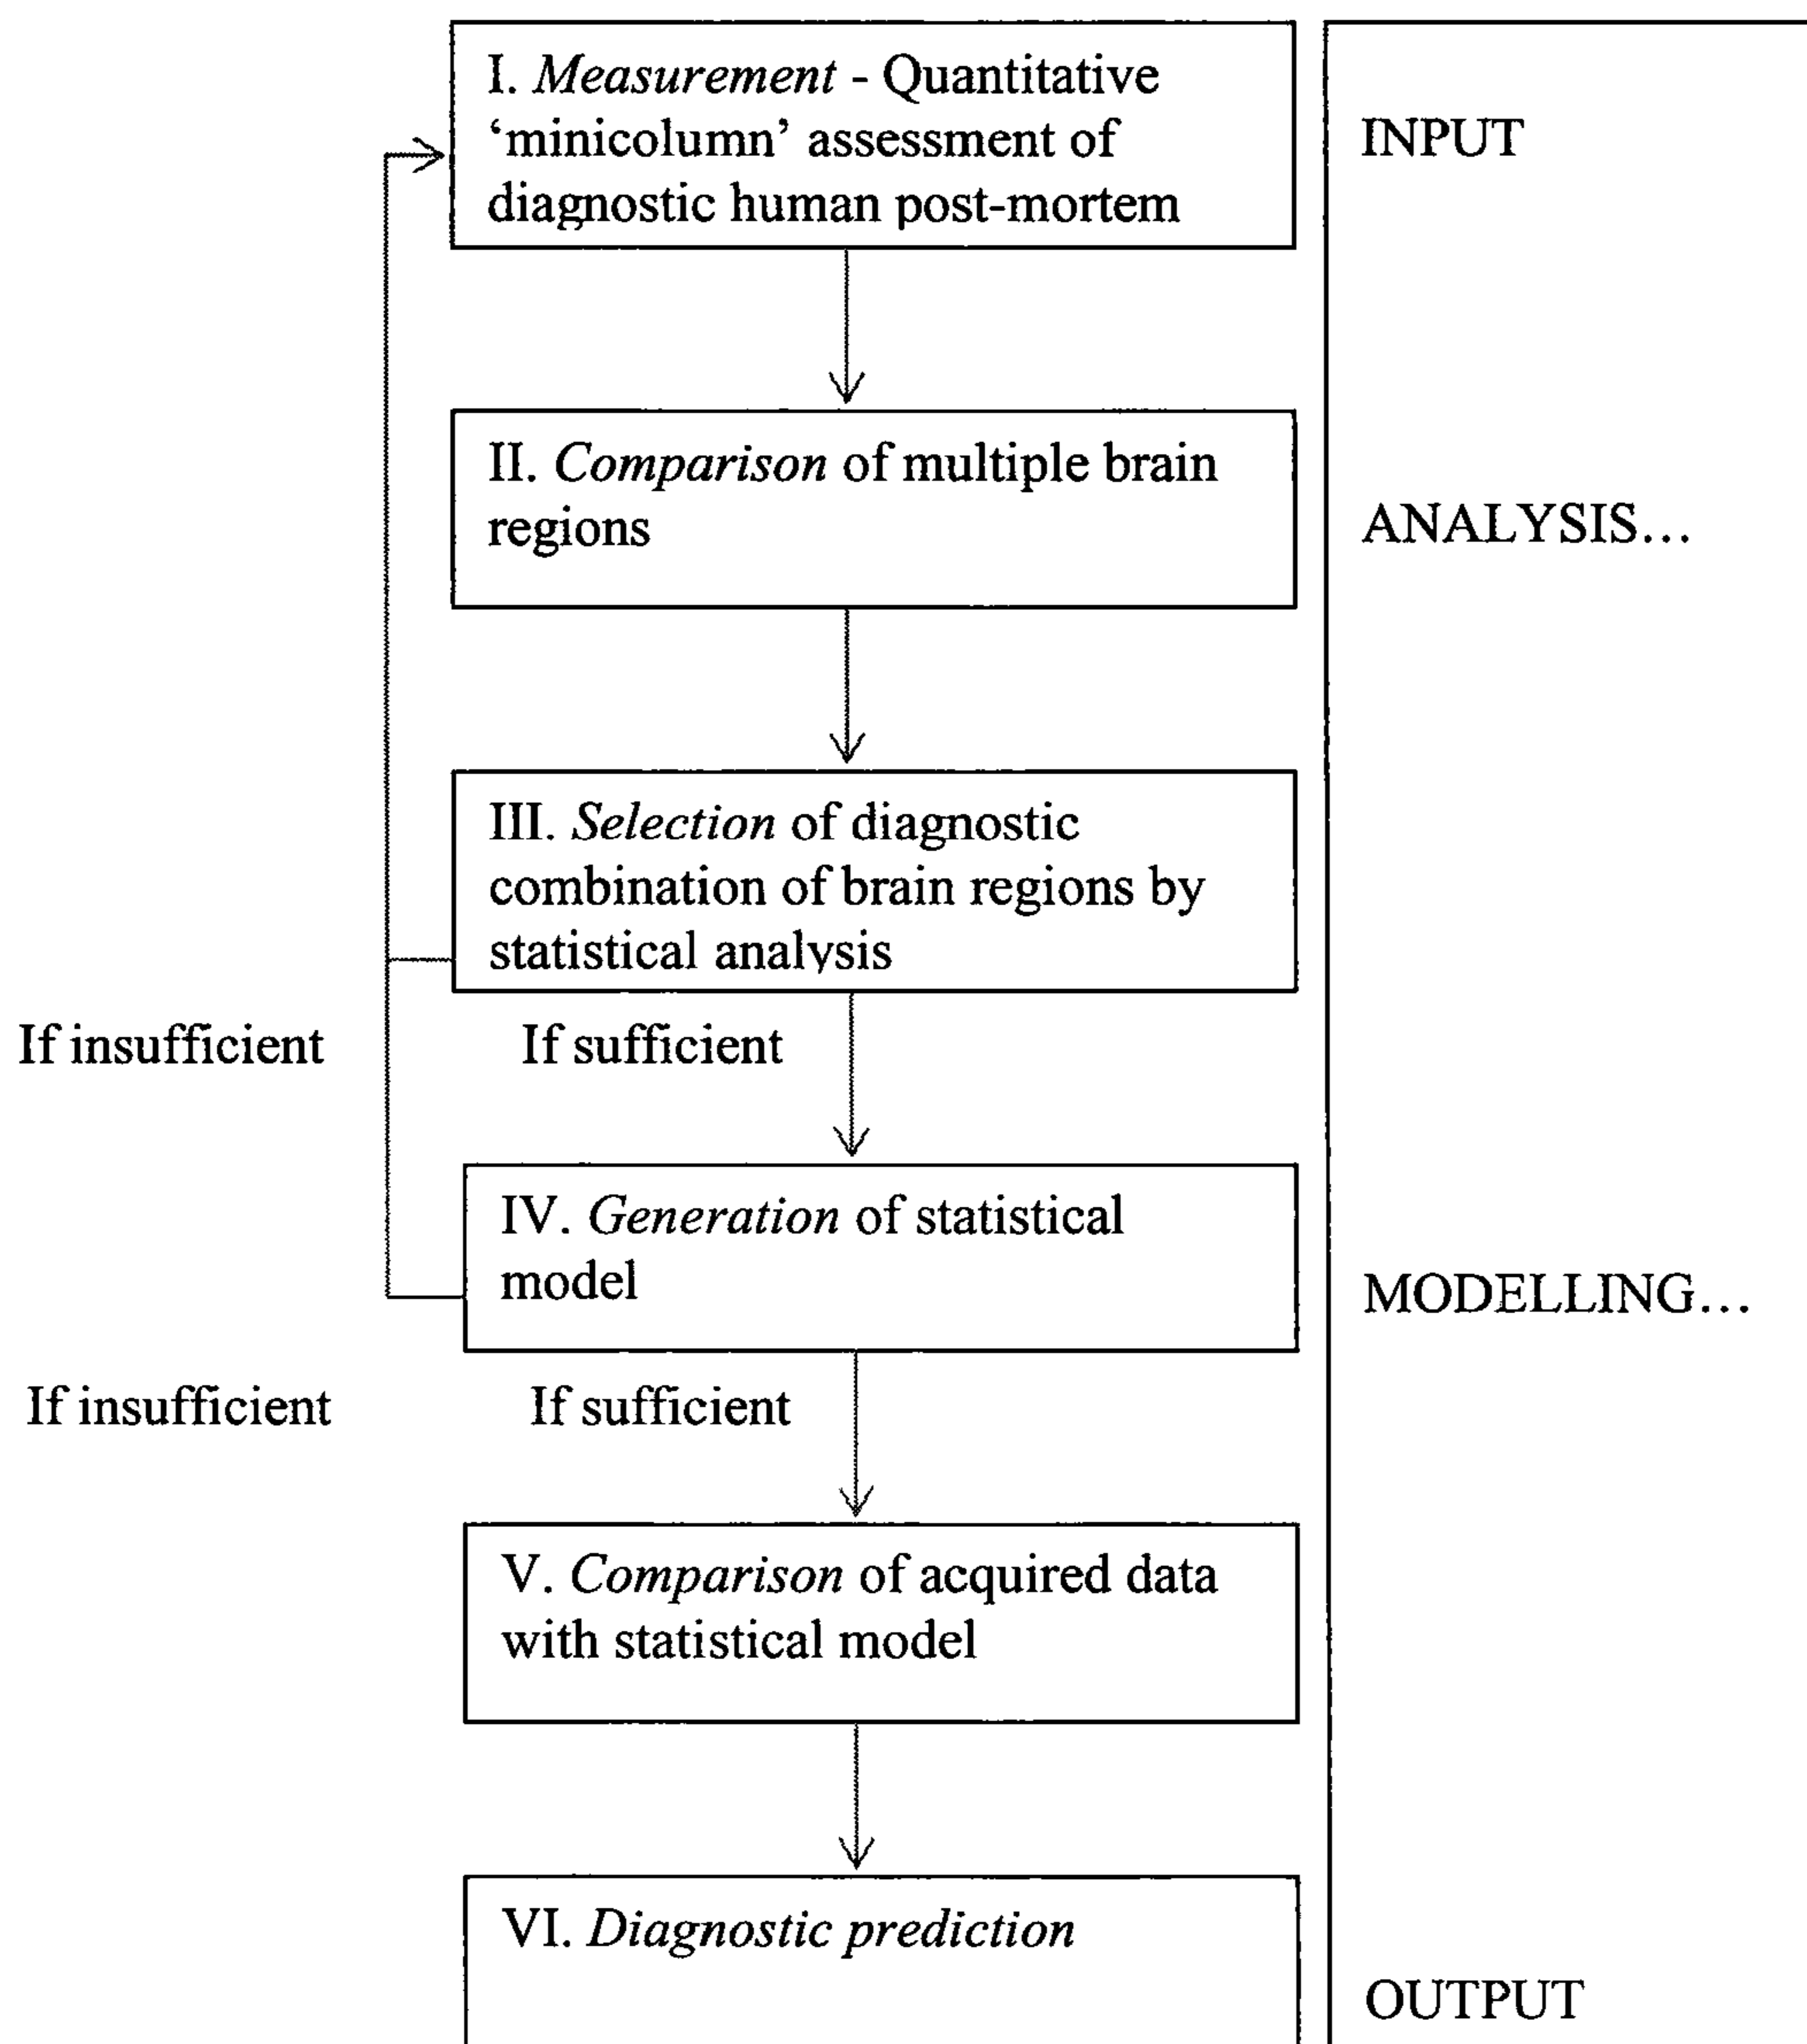 I. Measurement - Quantitative
‘minicolumn’ assessment of
diagnostic human post-mortem
INPUT
II. Comparison of multiple brain
regions
ANALYSIS...
III. Selection of diagnostic
combination of brain regions by
statistical analysis
If insufficient
If sufficient
IV. Generation of statistical
model
MODELLING...
If insufficient
If sufficient
V. Comparison of acquired data
with statistical model
VI. Diagnostic prediction
OUTPUT